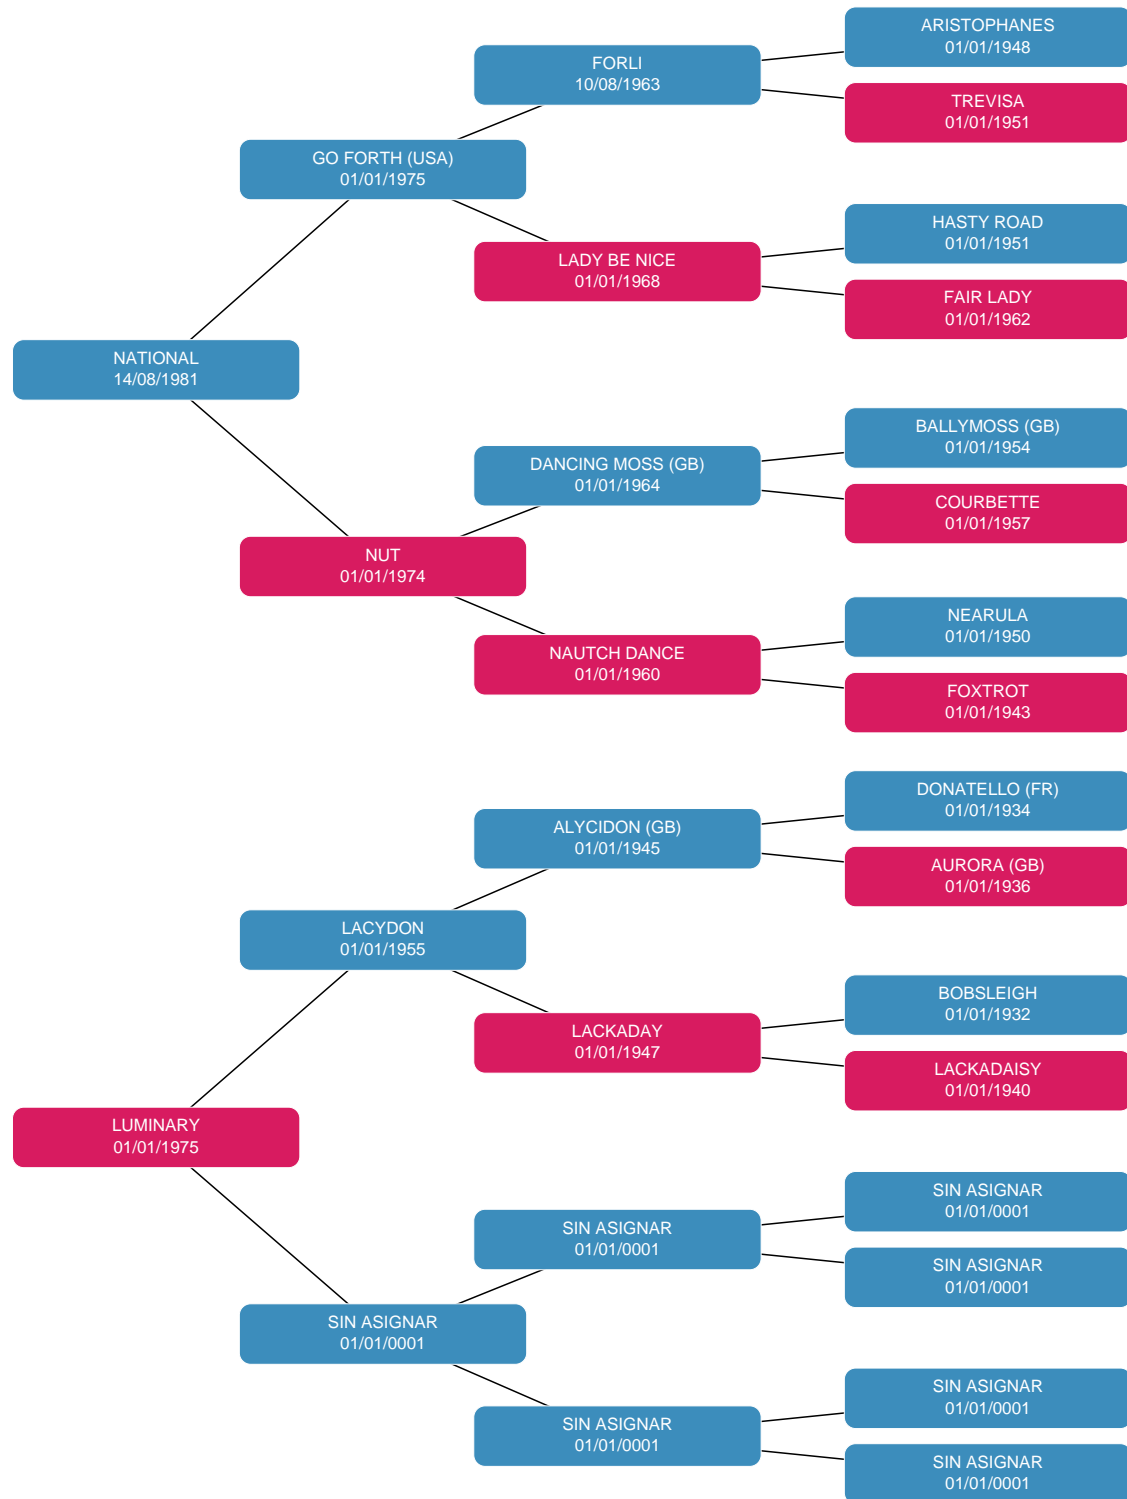 ARISTOPHANES
01/01/1948
FORLI
10/08/1963
TREVISA
01/01/1951
GO FORTH (USA)
01/01/1975
HASTY ROAD
01/01/1951
LADY BE NICE
01/01/1968
FAIR LADY
01/01/1962
NATIONAL
14/08/1981
BALLYMOSS (GB)
01/01/1954
DANCING MOSS (GB)
01/01/1964
COURBETTE
01/01/1957
NUT
01/01/1974
NEARULA
01/01/1950
NAUTCH DANCE
01/01/1960
FOXTROT
01/01/1943
DONATELLO (FR)
01/01/1934
ALYCIDON (GB)
01/01/1945
AURORA (GB)
01/01/1936
LACYDON
01/01/1955
BOBSLEIGH
01/01/1932
LACKADAY
01/01/1947
LACKADAISY
01/01/1940
LUMINARY
01/01/1975
SIN ASIGNAR
01/01/0001
SIN ASIGNAR
01/01/0001
SIN ASIGNAR
01/01/0001
SIN ASIGNAR
01/01/0001
SIN ASIGNAR
01/01/0001
SIN ASIGNAR
01/01/0001
SIN ASIGNAR
01/01/0001